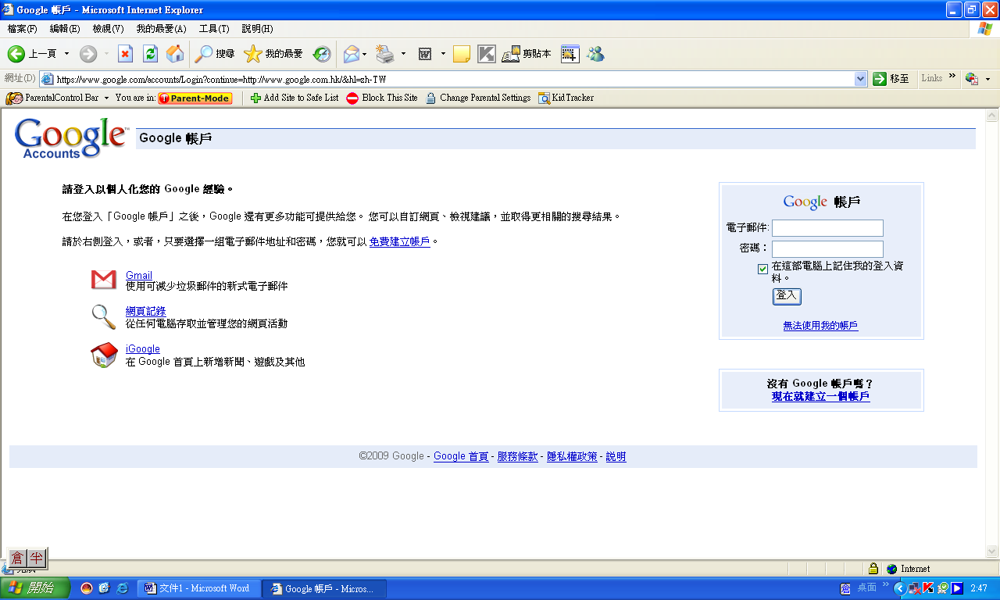 Google 帳戶 - Microsoft Internet Explorer
檔案(F) 編輯(E) 檢視(V) 我的最愛(A) 工具(T) 說明(H)
上一頁 搜尋 我的最愛 剪貼本
網址(D) https://www.google.com/accounts/Login?continue=http://www.google.com.hk/&hl=zh-TW 移至 Links
ParentalControl Bar You are in: Parent-Mode Add Site to Safe List Block This Site Change Parental Settings Kid Tracker
Google™ Accounts
Google 帳戶
請登入以個人化您的 Google 經驗。
在您登入「Google 帳戶」之後，Google 還有更多功能可提供給您。 您可以自訂網頁、檢視建議，並取得更相關的搜尋結果。
請於右側登入，或者，只要選擇一組電子郵件地址和密碼，您就可以 免費建立帳戶。
Gmail
使用可減少垃圾郵件的新式電子郵件
網頁記錄
從任何電腦存取並管理您的網頁活動
iGoogle
在 Google 首頁上新增新聞、遊戲及其他
Google 帳戶
電子郵件:
密碼：
在這部電腦上記住我的登入資
料。
登入
無法使用我的帳戶
沒有 Google 帳戶嗎？
現在就建立一個帳戶
©2009 Google - Google 首頁 - 服務條款 - 隱私權政策 - 說明
倉 半
Internet
開始 文件1 - Microsoft Word Google 帳戶 - Micros... 桌面 2:47